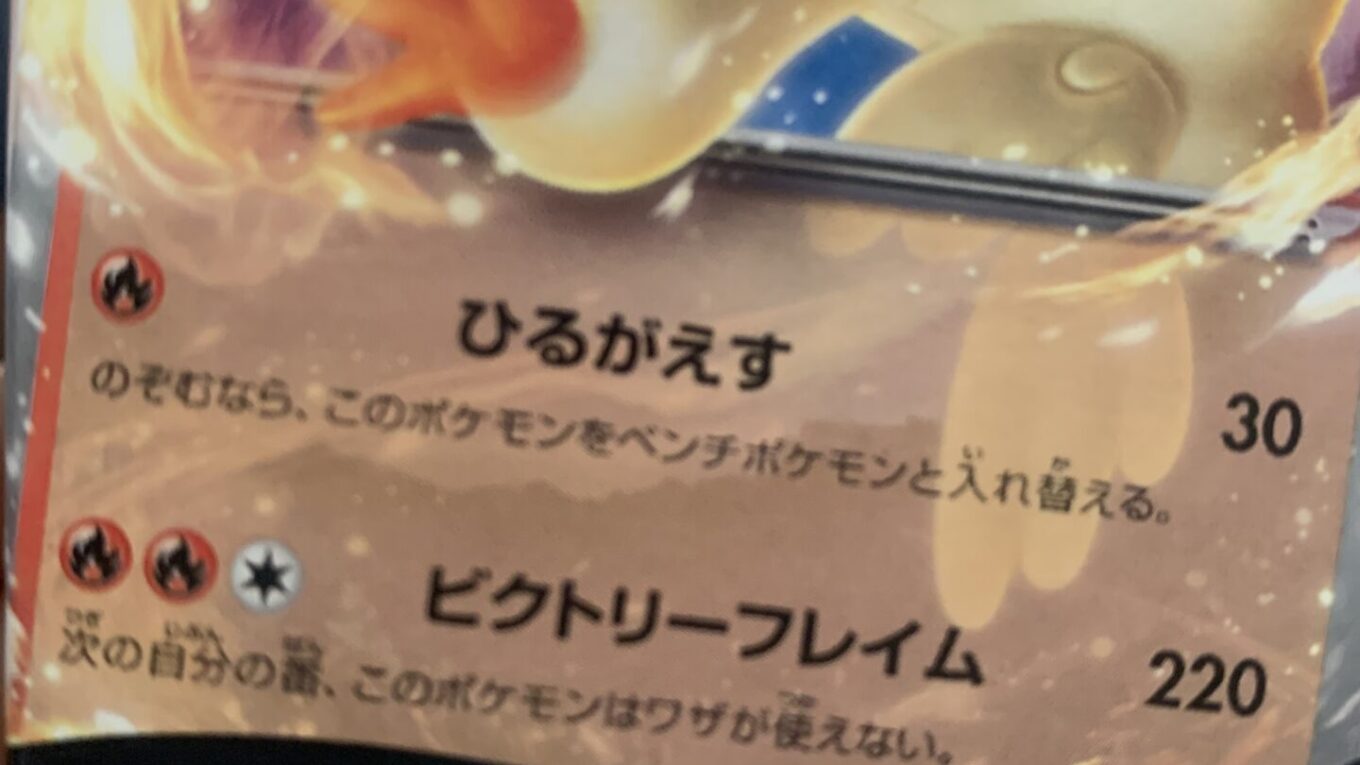 ひるがえす
30
のぞむなら、このポケモンをベンチポケモンと入れ替える。
ビクトリーフレイム
220
次の自分の番、このポケモンはワザが使えない。